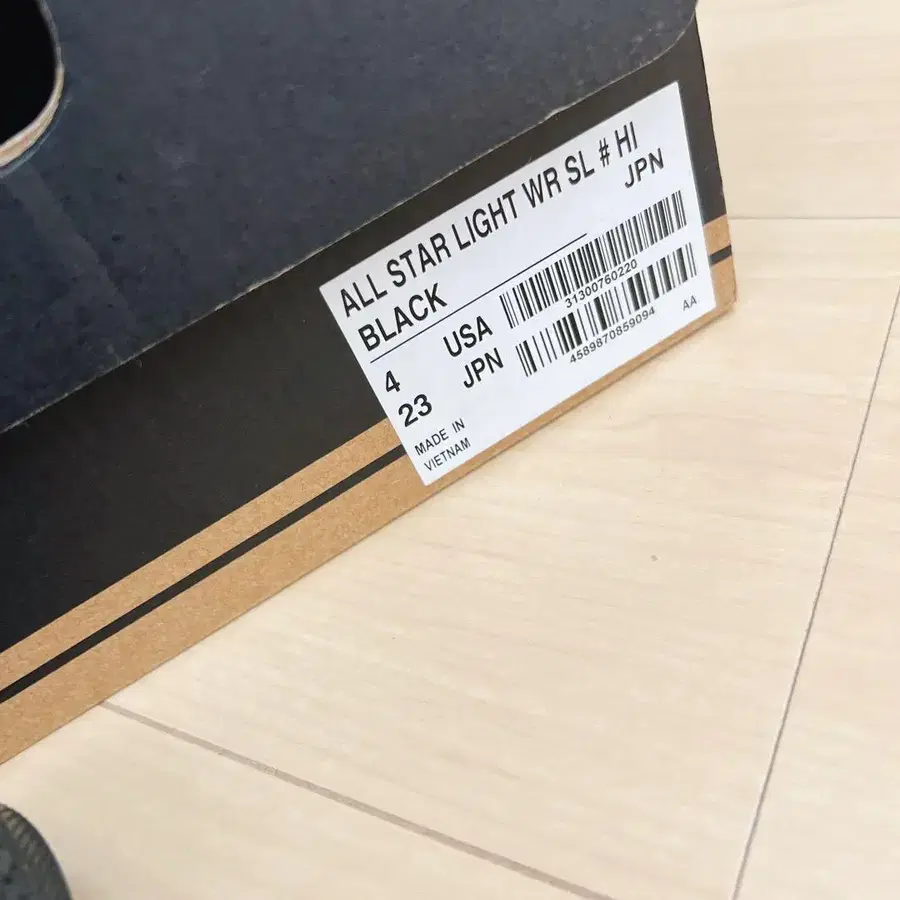 ALL STAR LIGHT WR SL # HI
BLACK JPN
4 USA
31300760220
23 JPN
4589870859094
MADE IN
VIETNAM
AA